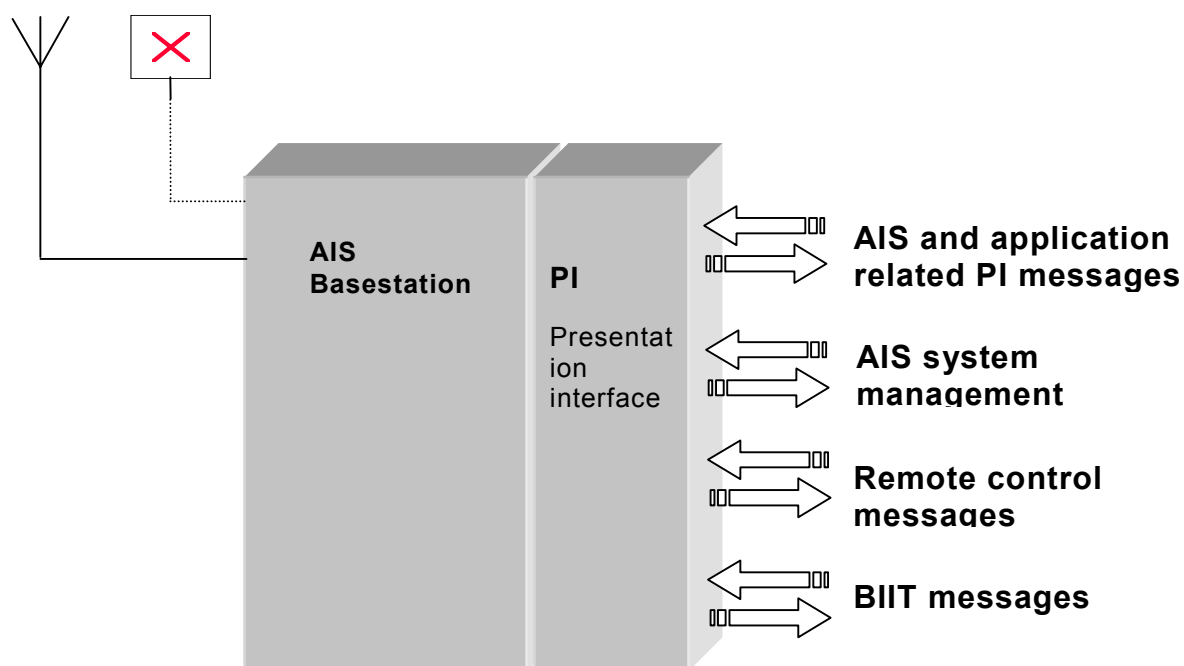 AIS
Basestation
PI
Presentat
ion
interface
AIS and application
related PI messages
AIS system
management
Remote control
messages
BIIT messages